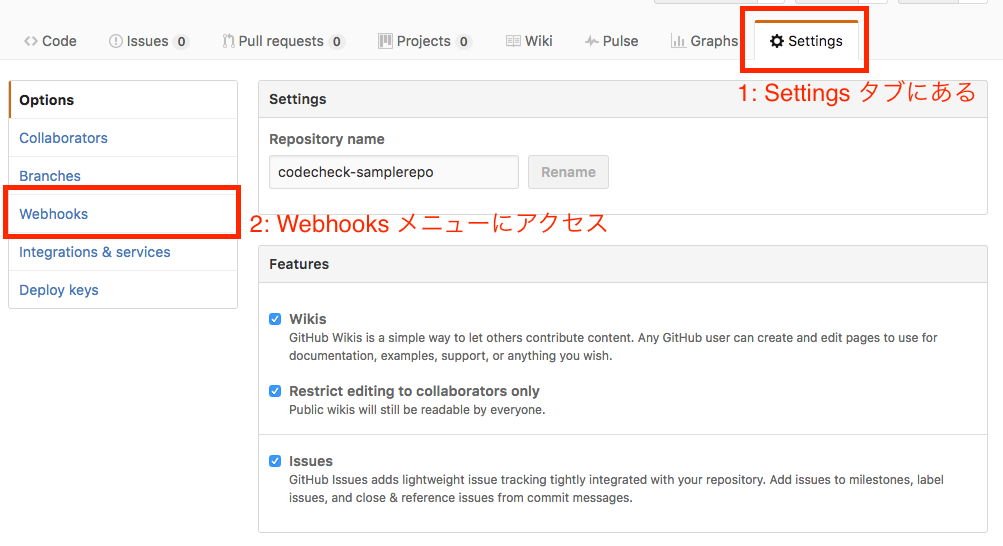 Code Issues 0 Pull requests 0 Projects 0 Wiki Pulse Graphs Settings
1: Settings タブにある
Options
Collaborators
Branches
Webhooks
Integrations & services
Deploy keys
Settings
Repository name
codecheck-samplerepo Rename
2: Webhooks メニューにアクセス
Features
Wikis
GitHub Wikis is a simple way to let others contribute content. Any GitHub user can create and edit pages to use for
documentation, examples, support, or anything you wish.
Restrict editing to collaborators only
Public wikis will still be readable by everyone.
Issues
GitHub Issues adds lightweight issue tracking tightly integrated with your repository. Add issues to milestones, label
issues, and close & reference issues from commit messages.